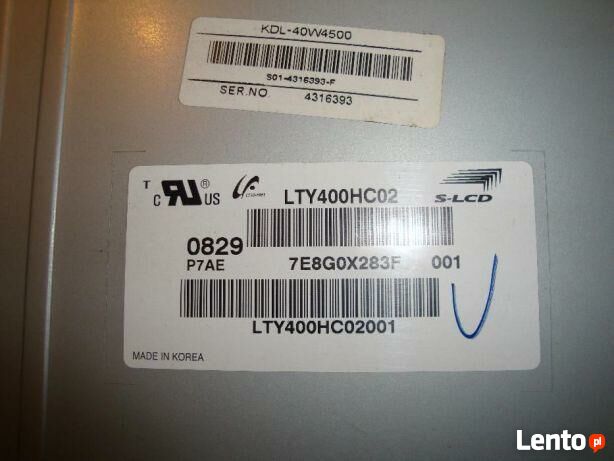 KDL-40W4500
S01-4316393-F
SER.NO. 4316393
T
C UR ® US LTY400HC02 S-LCD
0829
P7AE 7E8G0X283F 001
LTY400HC02001
MADE IN KOREA
Lento.pl